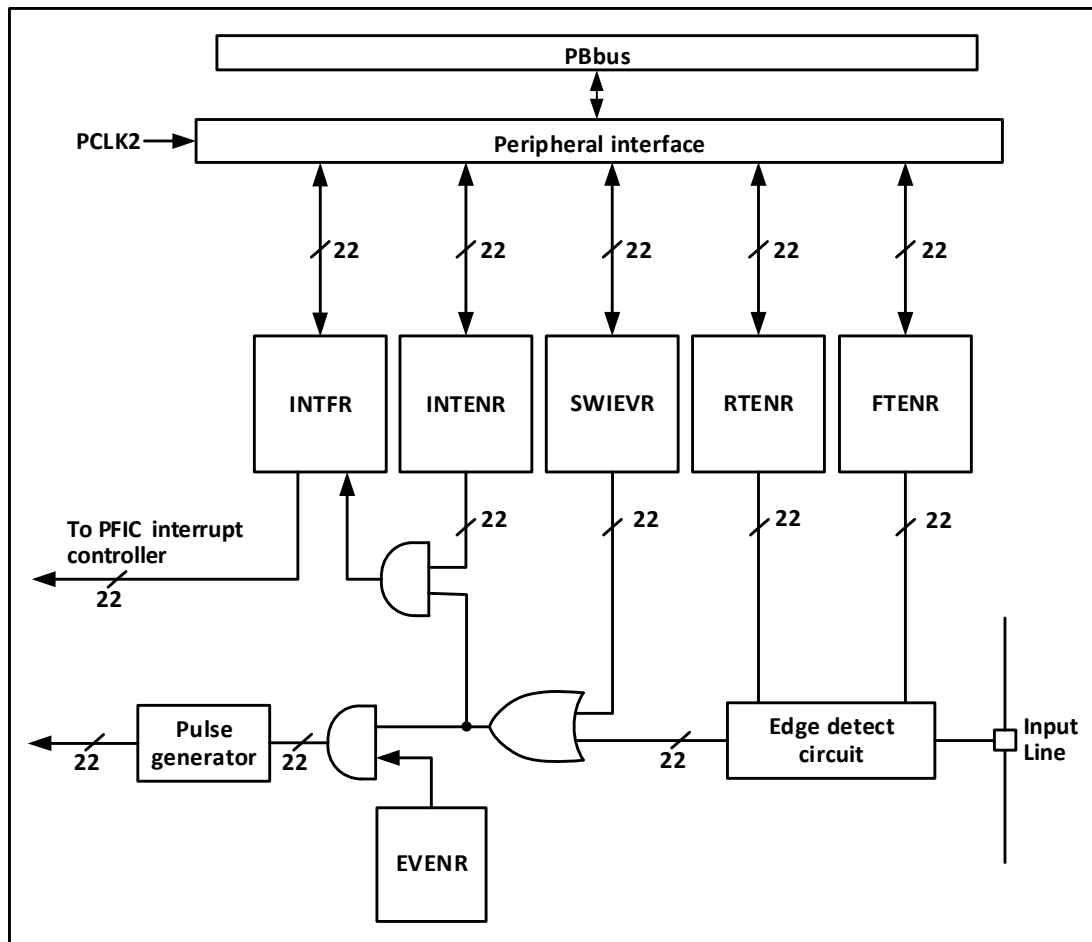 PBbus
PCLK2
Peripheral interface
22
22
22
22
22
INTFR
INTENR
SWIEVR
RTENR
FTENR
22
22
22
22
To PFIC interrupt
controller
22
Pulse
generator
Edge detect
circuit
Input
Line
22
22
22
EVENR